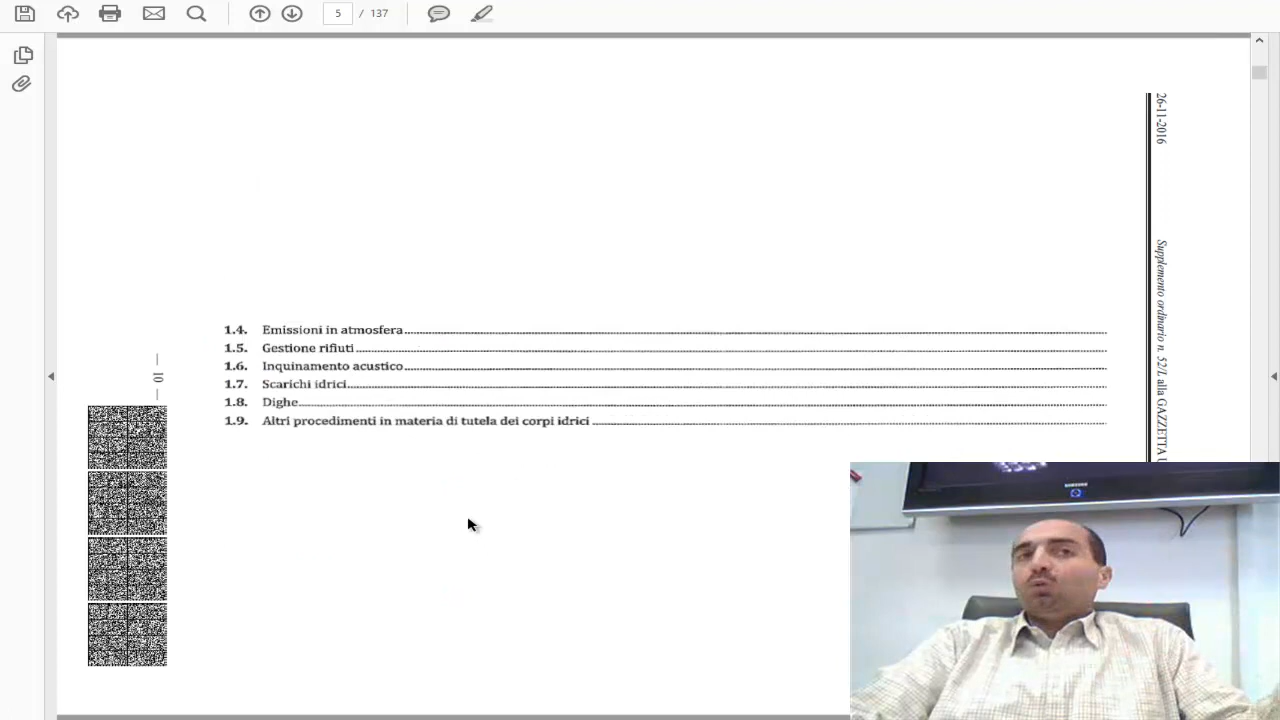 5 / 137
26-11-2016
Supplemento ordinario n. 52/L alla GAZZETTA U
1.4. Emissioni in atmosfera
1.5. Gestione rifiuti
1.6. Inquinamento acustico
1.7. Scarichi idrici
1.8. Dighe
1.9. Altri procedimenti in materia di tutela dei corpi idrici
— 10 —
SAMSUNG